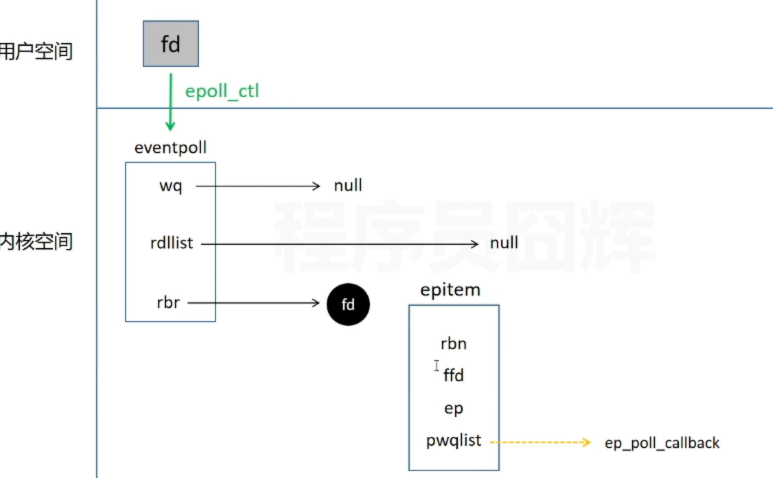 用户空间
fd
epoll_ctl
eventpoll
wq
null
内核空间
rdllist
null
程序员囧辉
rbr
fd
epitem
rbn
ffd
ep
pwqlist
ep_poll_callback